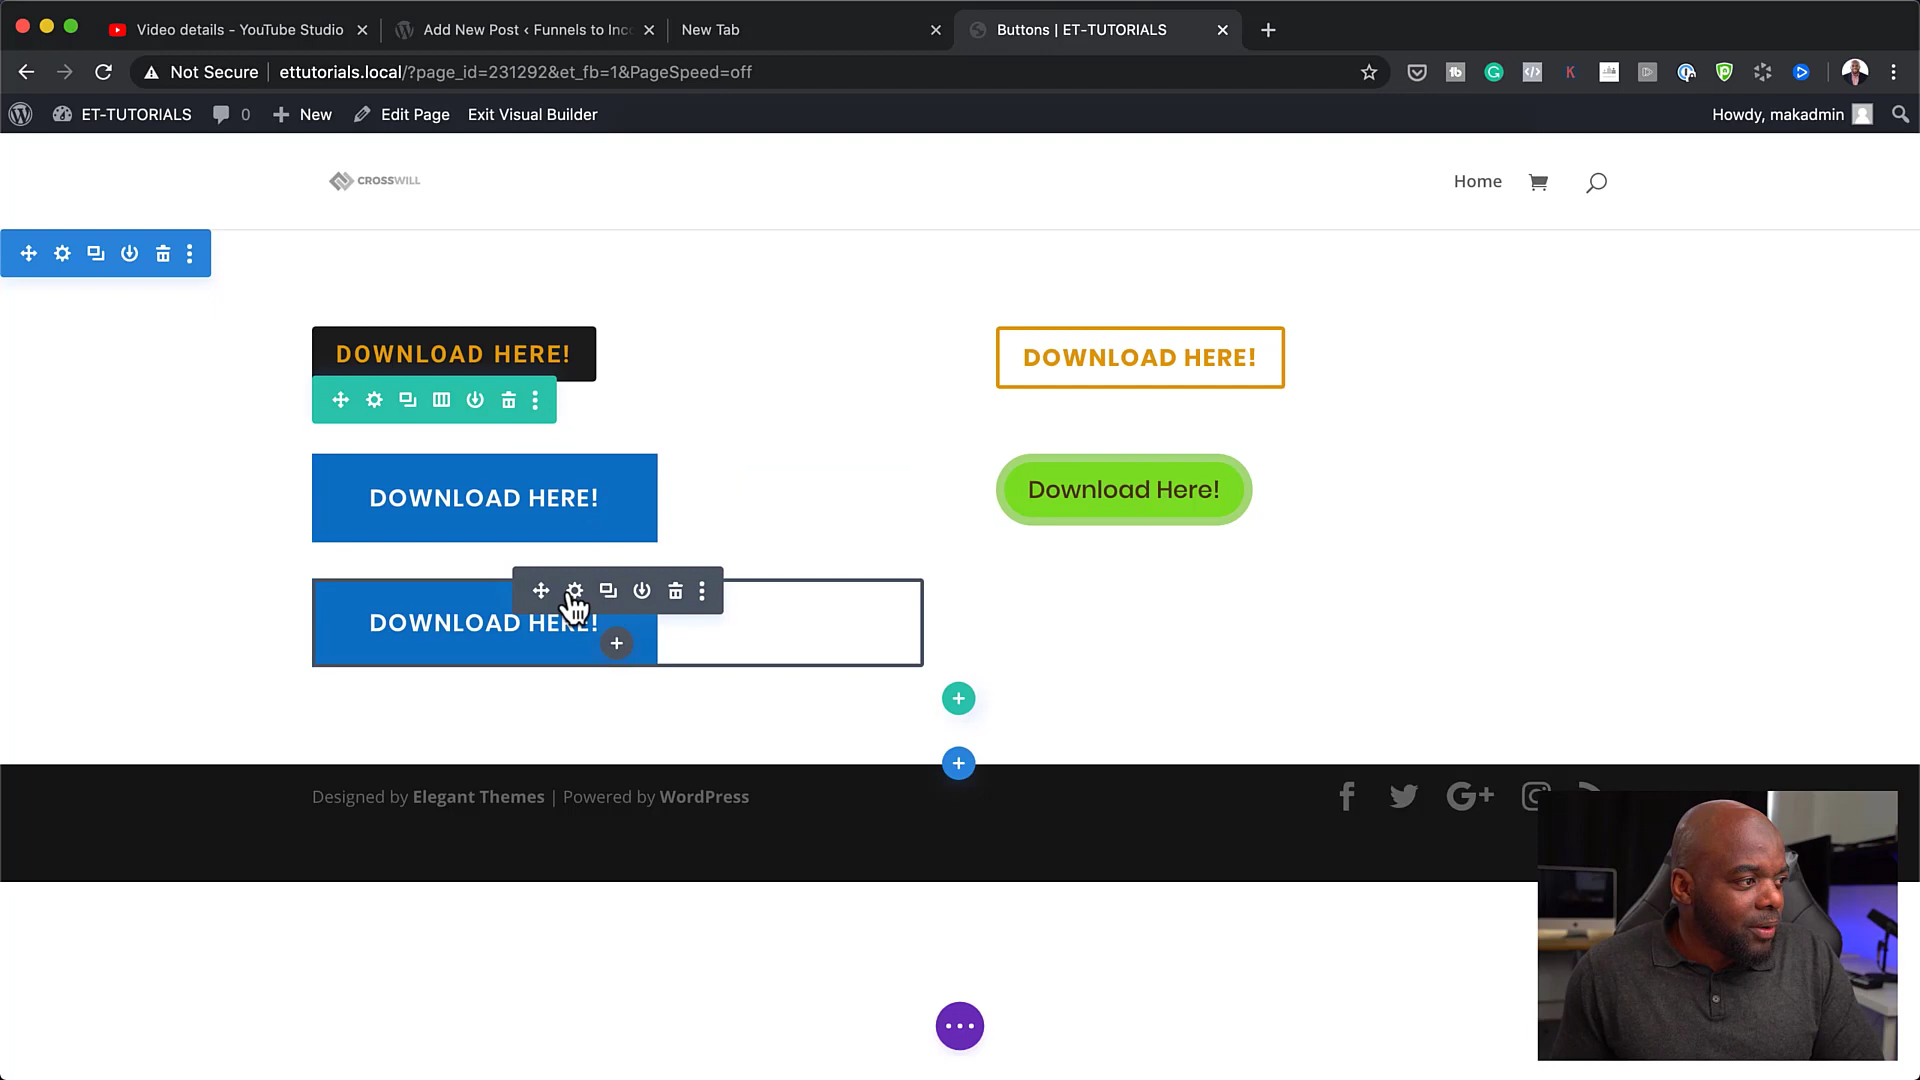 Video details - YouTube Studio
Add New Post ‹ Funnels to Inco
New Tab
Buttons | ET-TUTORIALS
Not Secure
ettutorials.local/?page_id=231292&et_fb=1&PageSpeed=off
ET-TUTORIALS
0
New
Edit Page
Exit Visual Builder
Howdy, makadmin
CROSSWILL
Home
DOWNLOAD HERE!
DOWNLOAD HERE!
DOWNLOAD HERE!
Download Here!
DOWNLOAD HERE!
Designed by Elegant Themes | Powered by WordPress